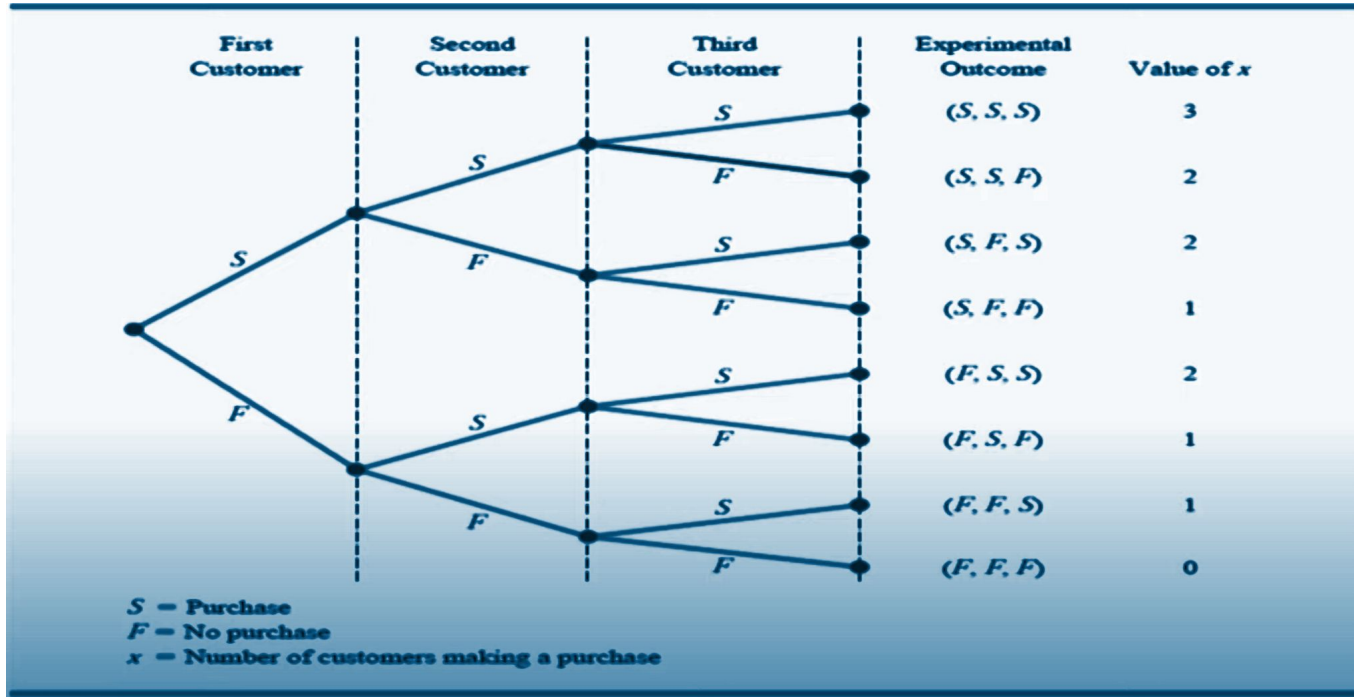 First Customer
Second Customer
Third Customer
Experimental Outcome
Value of x
S
(S, S, S) 3
S
F
(S, S, F) 2
S
S
(S, F, S) 2
F
F
(S, F, F) 1
S
(F, S, S) 2
F
S
F
(F, S, F) 1
S
(F, F, S) 1
F
F
(F, F, F) 0
S = Purchase
F = No purchase
x = Number of customers making a purchase